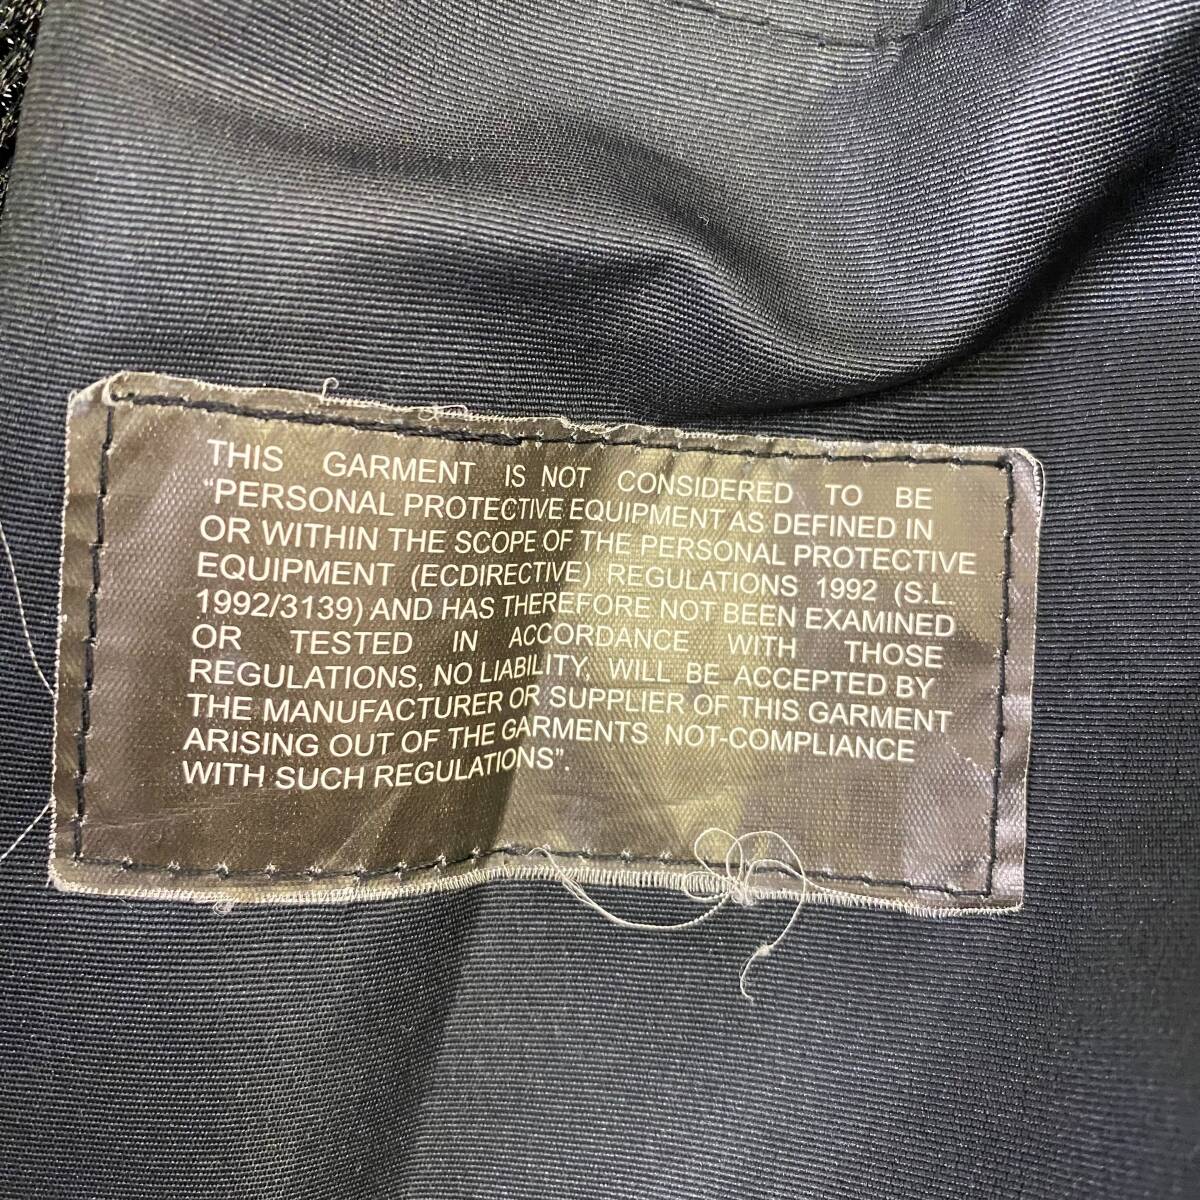 THIS GARMENT IS NOT CONSIDERED TO BE
“PERSONAL PROTECTIVE EQUIPMENT AS DEFINED IN
OR WITHIN THE SCOPE OF THE PERSONAL PROTECTIVE
EQUIPMENT (ECDIRECTIVE) REGULATIONS 1992 (S.L.
1992/3139) AND HAS THEREFORE NOT BEEN EXAMINED
OR TESTED IN ACCORDANCE WITH THOSE
REGULATIONS, NO LIABILITY, WILL BE ACCEPTED BY
THE MANUFACTURER OR SUPPLIER OF THIS GARMENT
ARISING OUT OF THE GARMENTS NOT-COMPLIANCE
WITH SUCH REGULATIONS”.